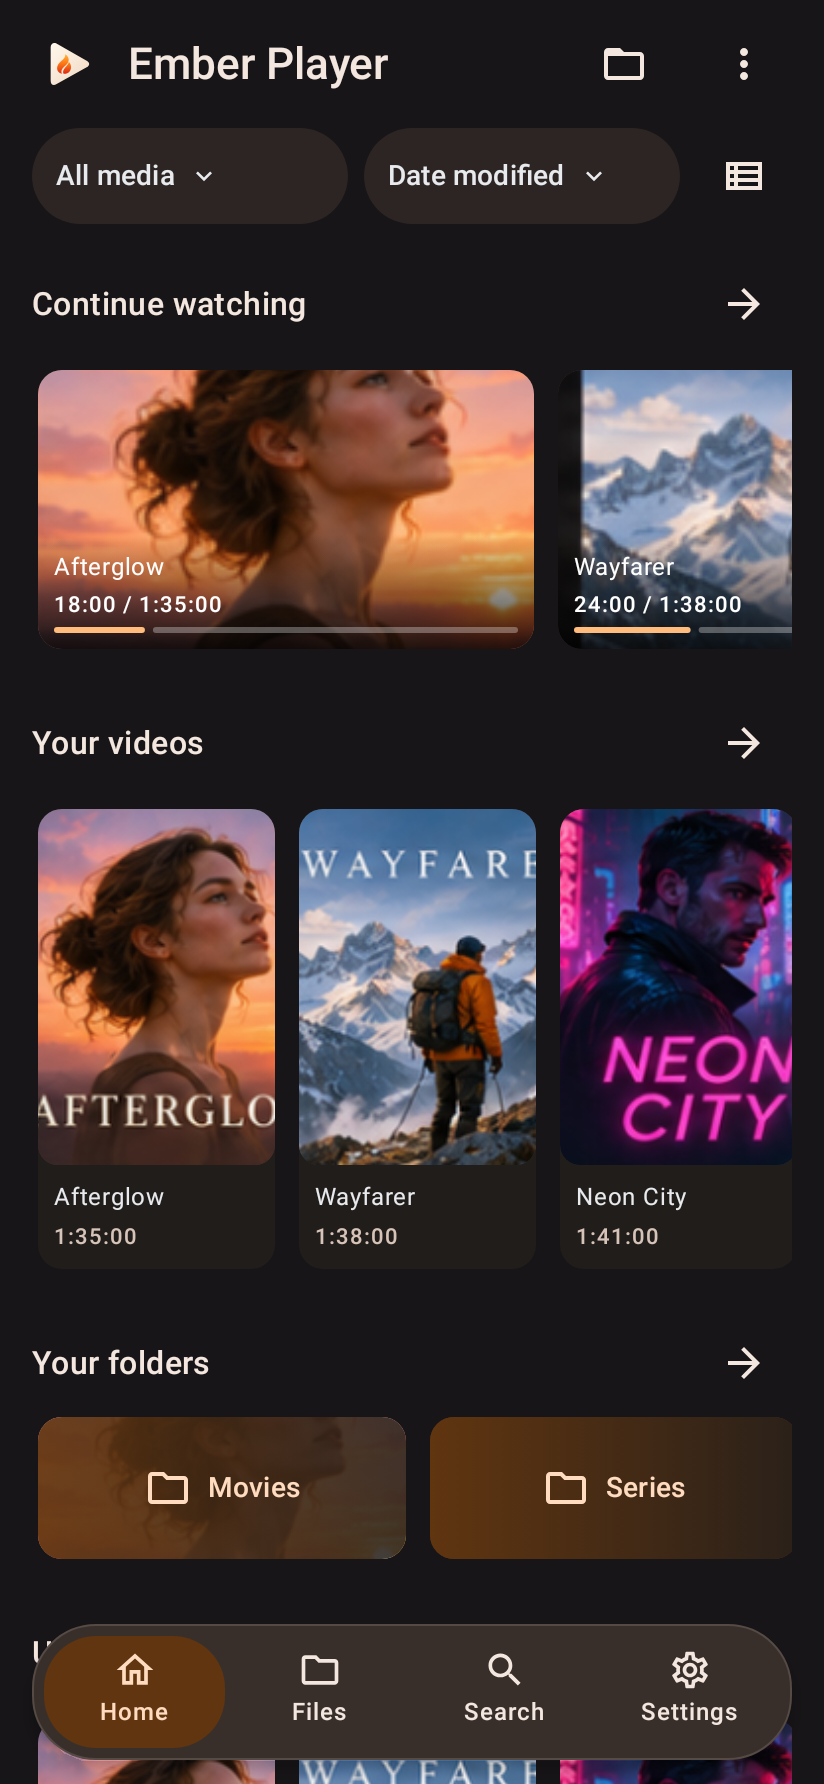 Ember Player
All media
Date modified
Continue watching
Afterglow
18:00 / 1:35:00
Wayfarer
24:00 / 1:38:00
Your videos
AFTERGLO
WAYFARE
NEON
CITY
Afterglow
1:35:00
Wayfarer
1:38:00
Neon City
1:41:00
Your folders
Movies
Series
Home
Files
Search
Settings
WAYFARE